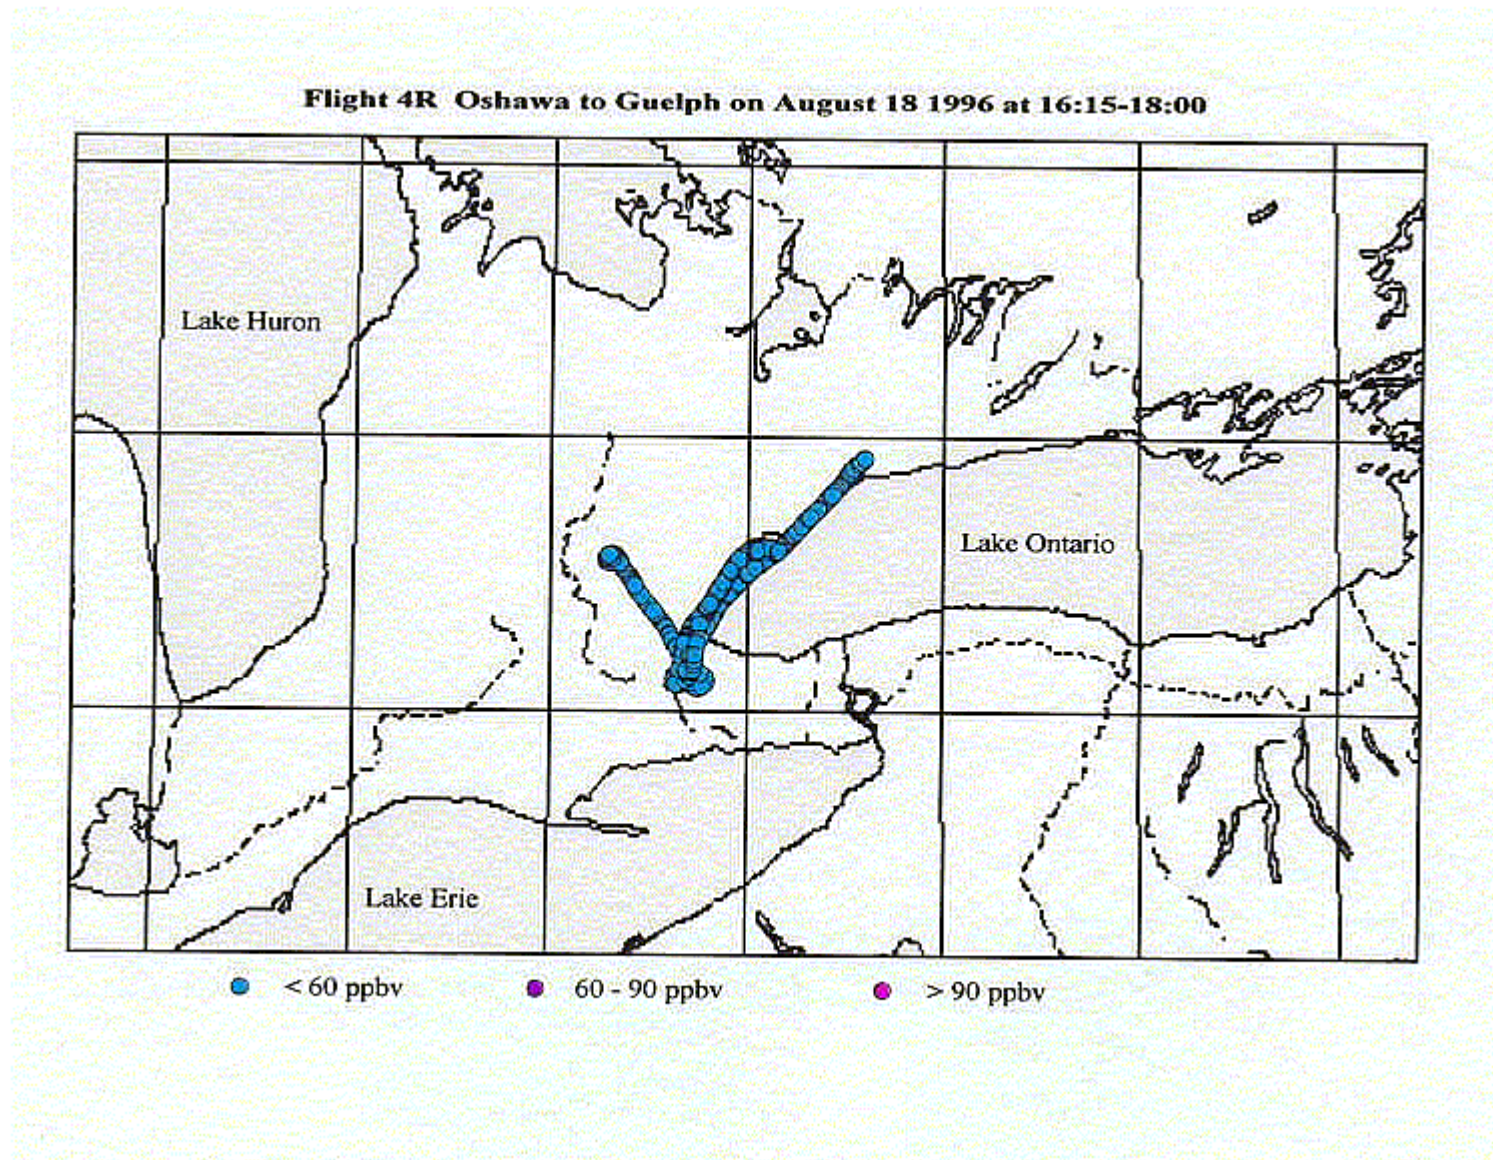 Flight 4R Oshawa to Guelph on August 18 1996 at 16:15-18:00
Lake Huron
Lake Ontario
Lake Erie
< 60 ppbv 60 - 90 ppbv > 90 ppbv